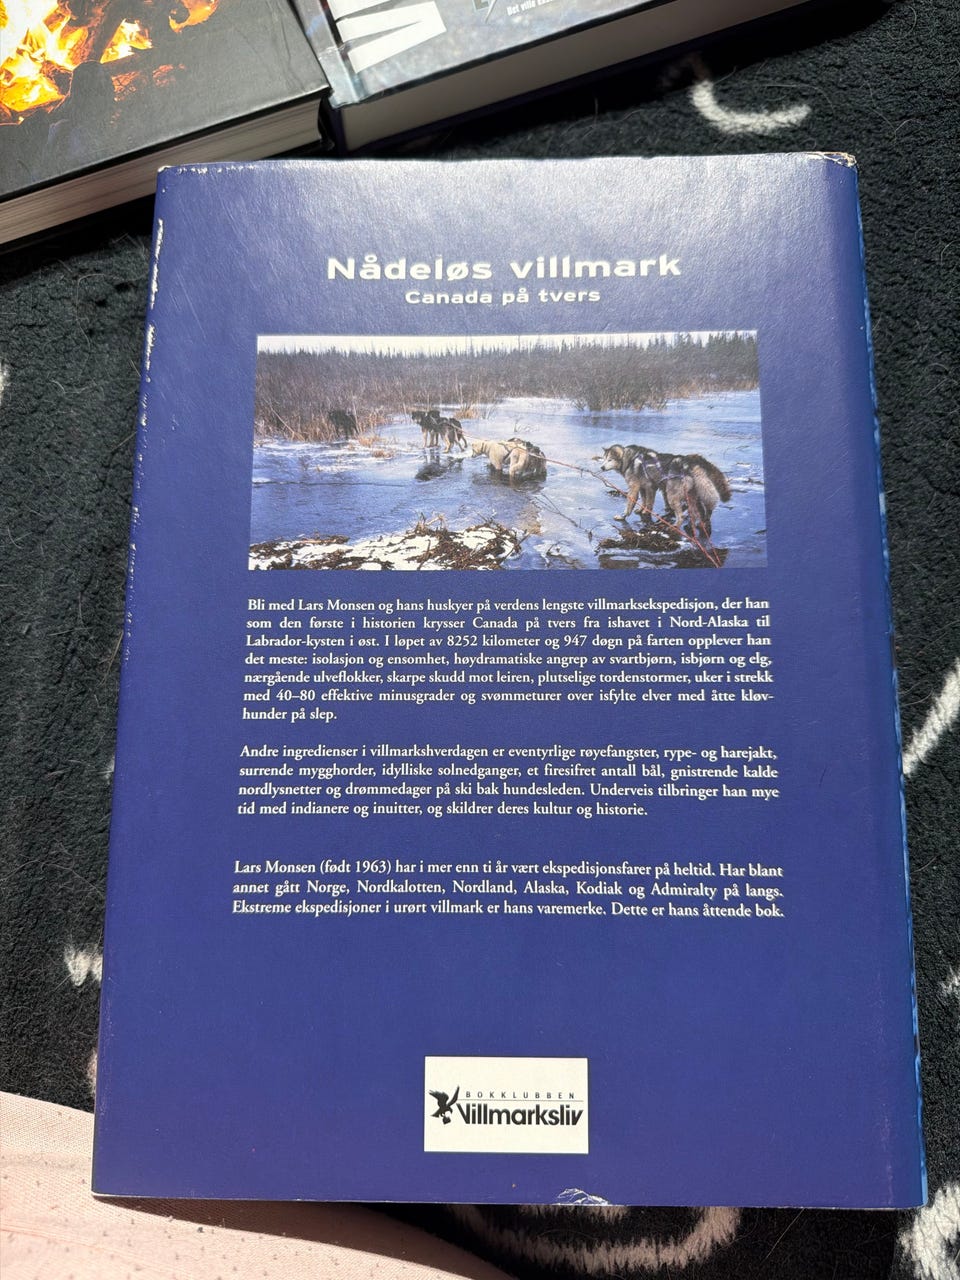 Det ville
M
Nådeløs villmark
Canada på tvers
Bli med Lars Monsen og hans huskyer på verdens lengste villmarksekspedisjon, der han
som den første i historien krysser Canada på tvers fra ishavet i Nord-Alaska til
Labrador-kysten i øst. I løpet av 8252 kilometer og 947 døgn på farten opplever han
det meste: isolasjon og ensomhet, høydramatiske angrep av svartbjørn, isbjørn og elg,
nærgående ulveflokker, skarpe skudd mot leiren, plutselige tordenstormer, uker i strekk
med 40–80 effektive minusgrader og svømmeturer over isfylte elver med åtte kløv-
hunder på slep.
Andre ingredienser i villmarkshverdagen er eventyrlige røyefangster, rype- og harejakt,
surrende mygghorder, idylliske solnedganger, et firesifret antall bål, gnistrende kalde
nordlysnetter og drømmedager på ski bak hundesleden. Underveis tilbringer han mye
tid med indianere og inuitter, og skildrer deres kultur og historie.
Lars Monsen (født 1963) har i mer enn ti år vært ekspedisjonsfarer på heltid. Har blant
annet gått Norge, Nordkalotten, Nordland, Alaska, Kodiak og Admiralty på langs.
Ekstreme ekspedisjoner i urørt villmark er hans varemerke. Dette er hans åttende bok.
BOKKLUBBEN
Villmarksliv